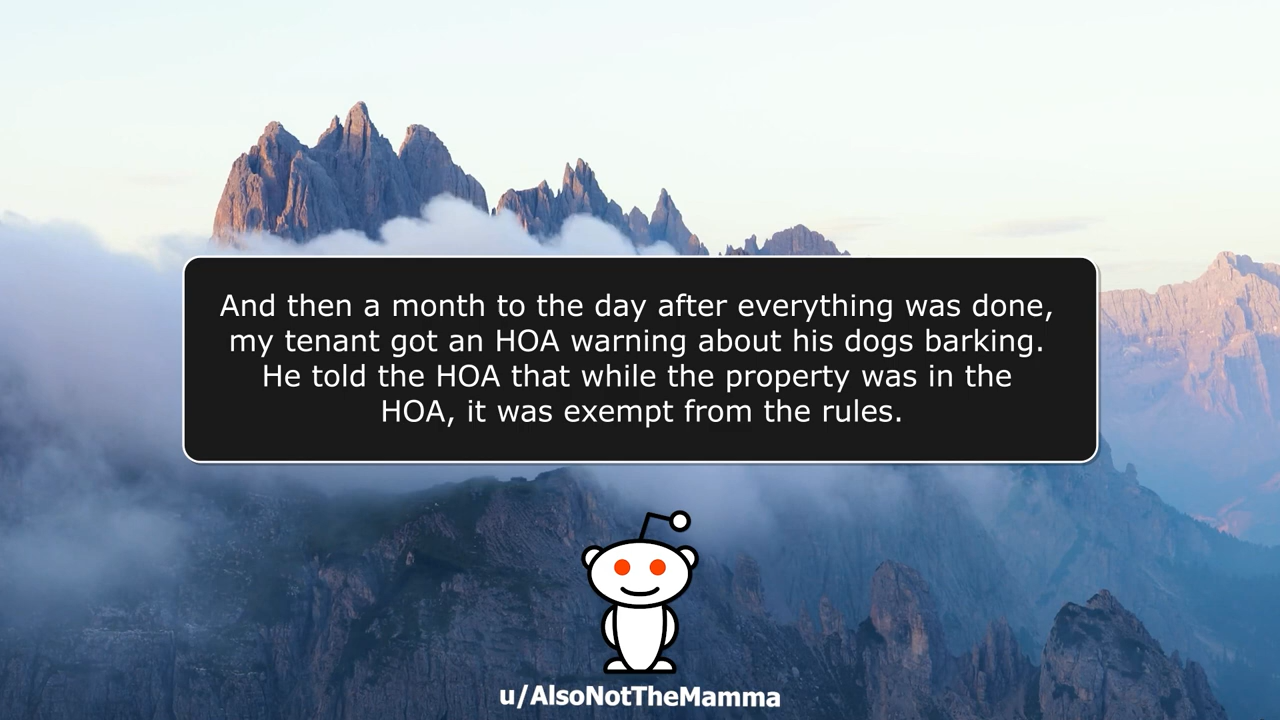 And then a month to the day after everything was done,
my tenant got an HOA warning about his dogs barking.
He told the HOA that while the property was in the
HOA, it was exempt from the rules.
u/AlsoNotTheMamma